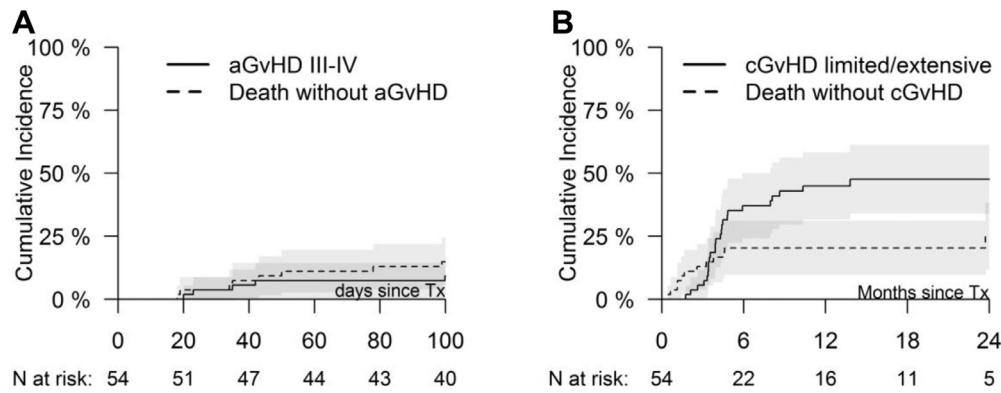 A
100 %
75 %
50 %
25 %
0 %
Cumulative Incidence
aGvHD III-IV
Death without aGvHD
days since Tx
0 20 40 60 80 100
N at risk: 54 51 47 44 43 40
B
100 %
75 %
50 %
25 %
0 %
Cumulative Incidence
cGvHD limited/extensive
Death without cGvHD
Months since Tx
0 6 12 18 24
N at risk: 54 22 16 11 5